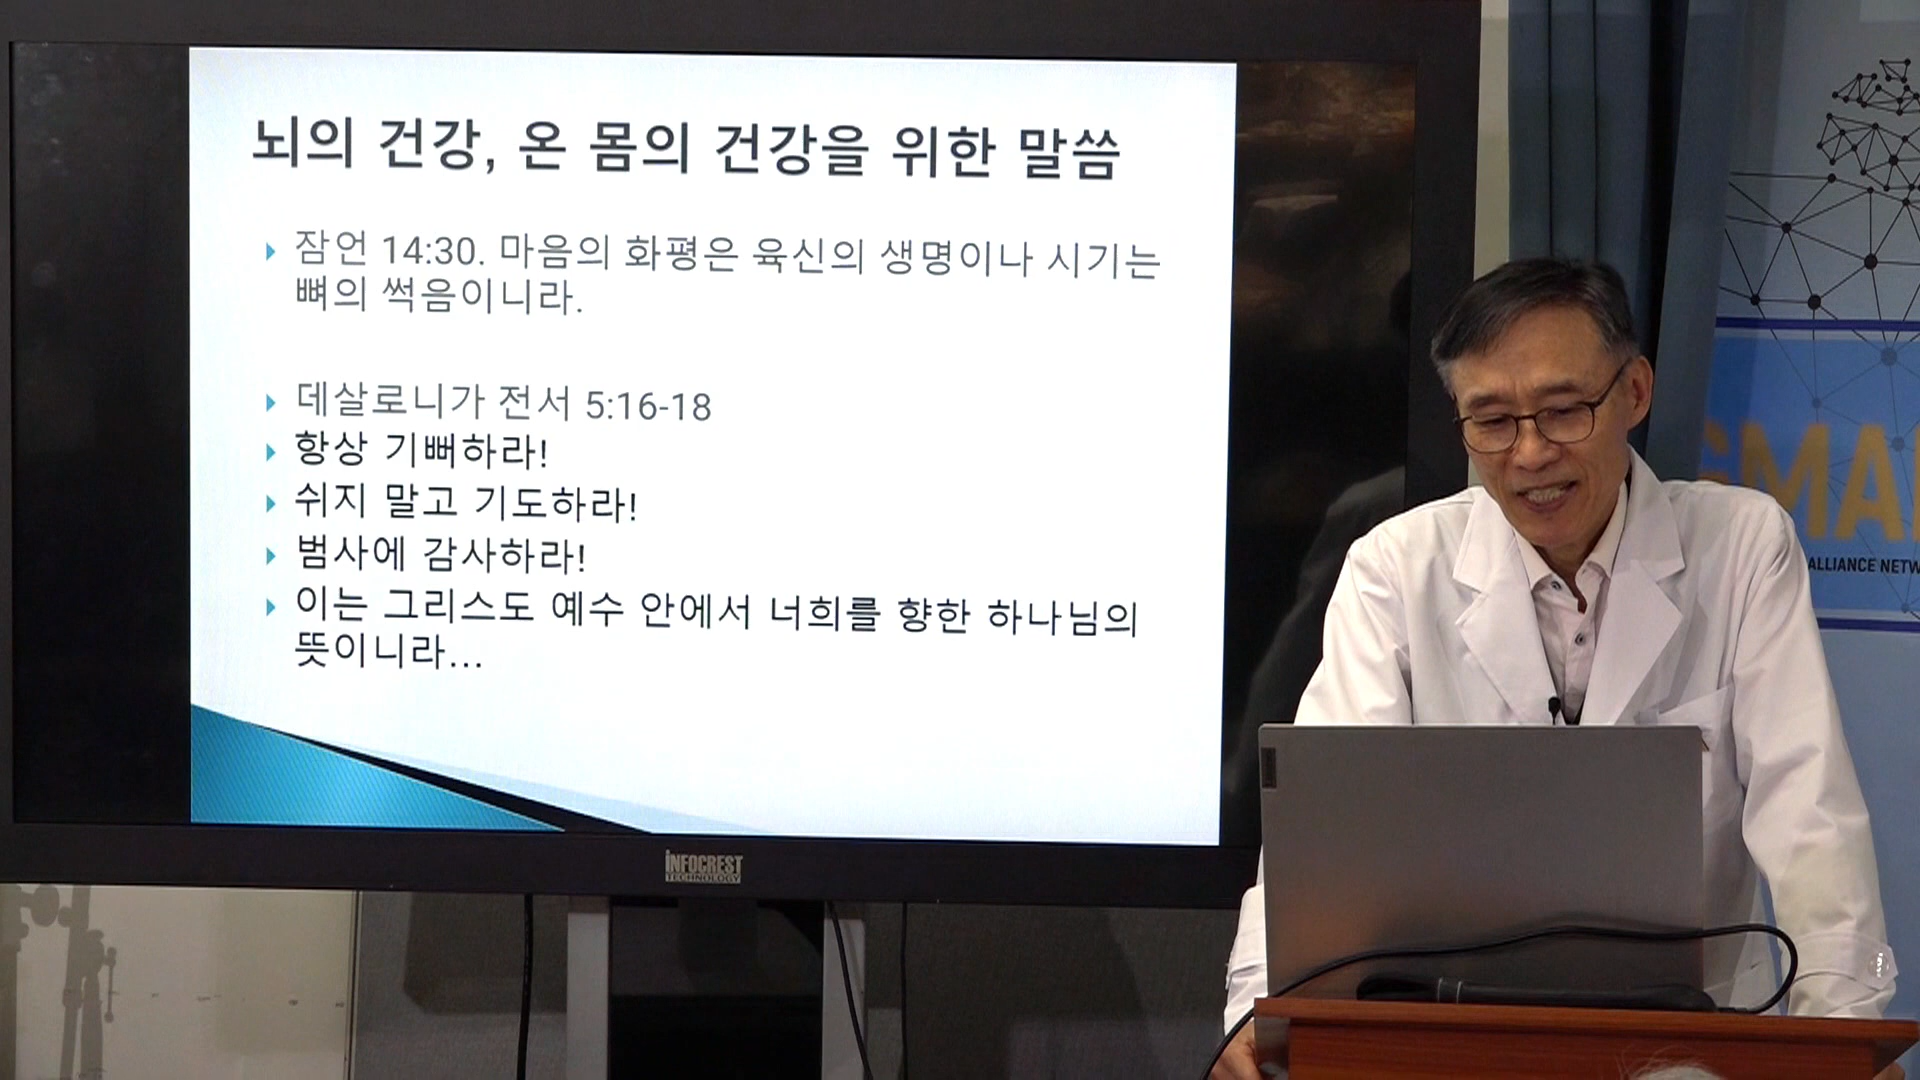 뇌의 건강, 온 몸의 건강을 위한 말씀
잠언 14:30. 마음의 화평은 육신의 생명이나 시기는
뼈의 썩음이니라.
데살로니가 전서 5:16-18
항상 기뻐하라!
쉬지 말고 기도하라!
범사에 감사하라!
이는 그리스도 예수 안에서 너희를 향한 하나님의
뜻이니라...
INFOCREST
TECHNOLOGY
GMA
ALLIANCE NETW